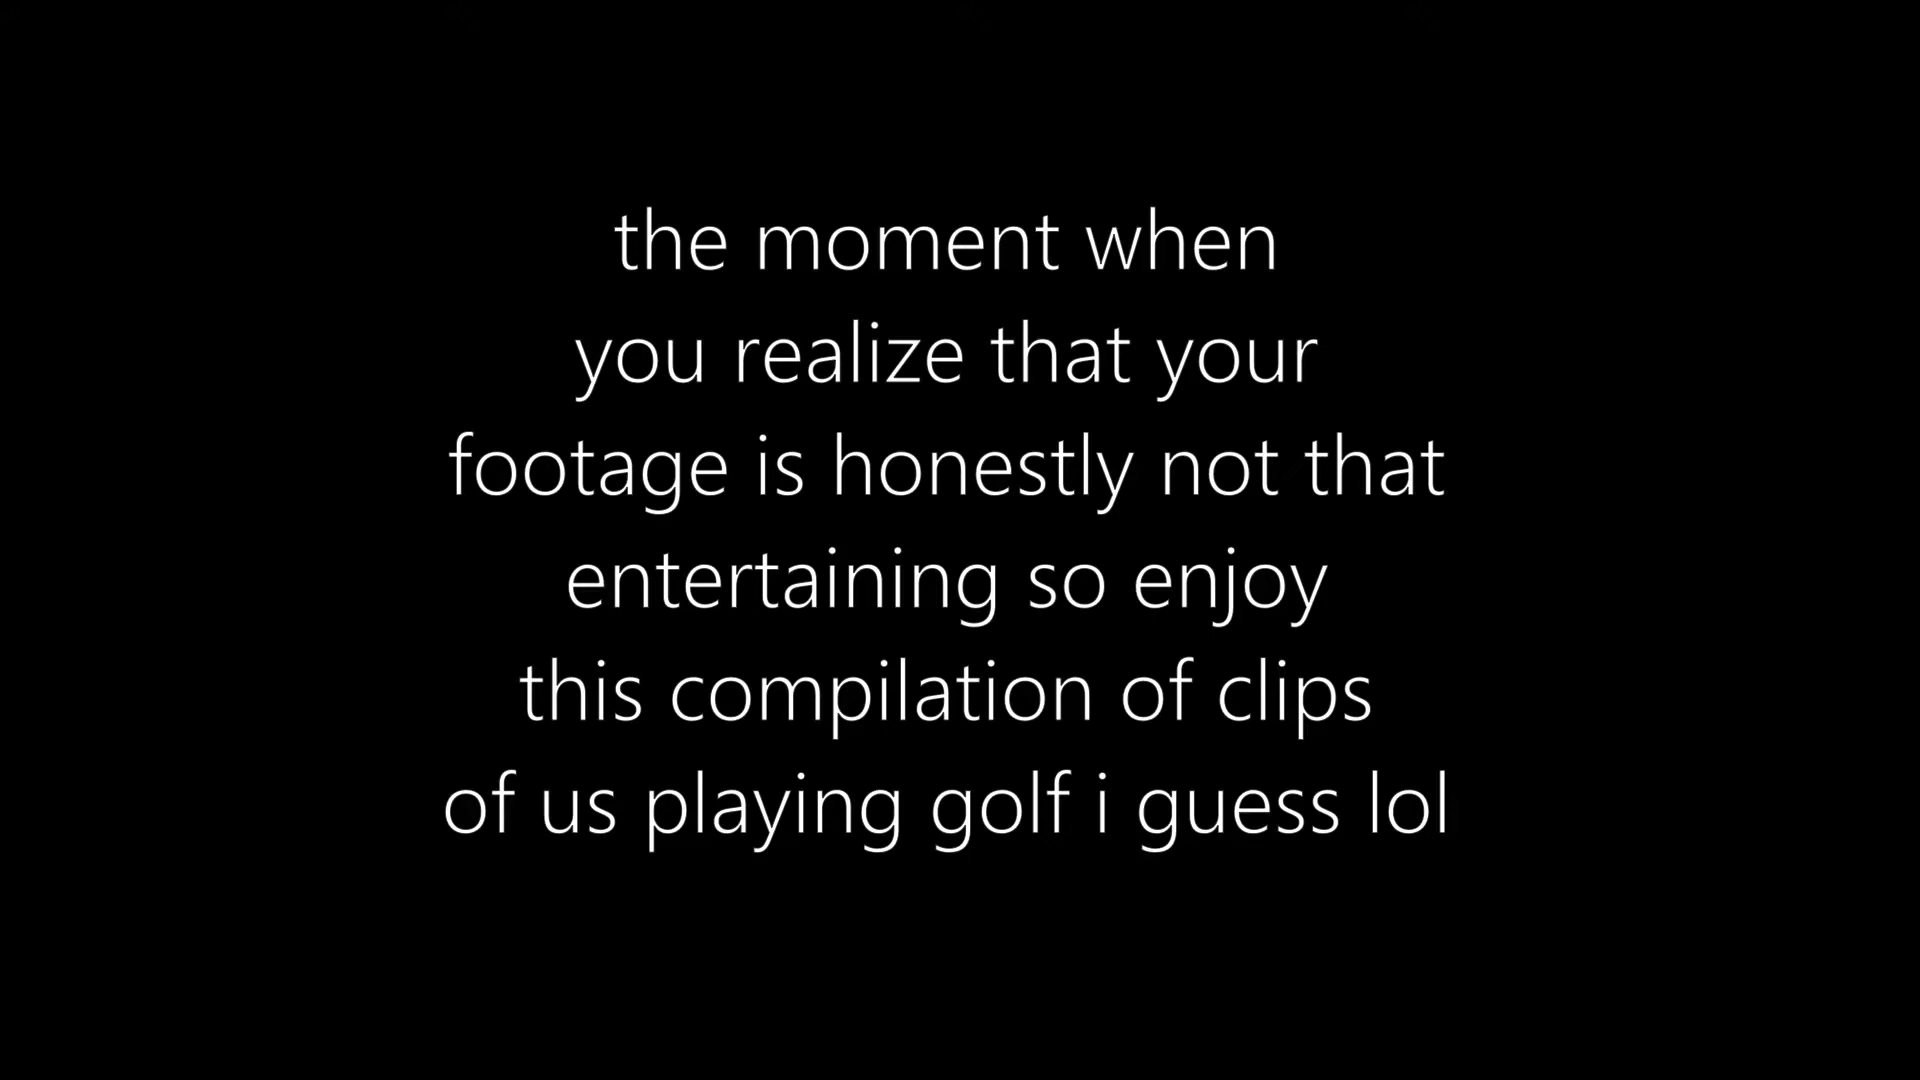 the moment when
you realize that your
footage is honestly not that
entertaining so enjoy
this compilation of clips
of us playing golf i guess lol